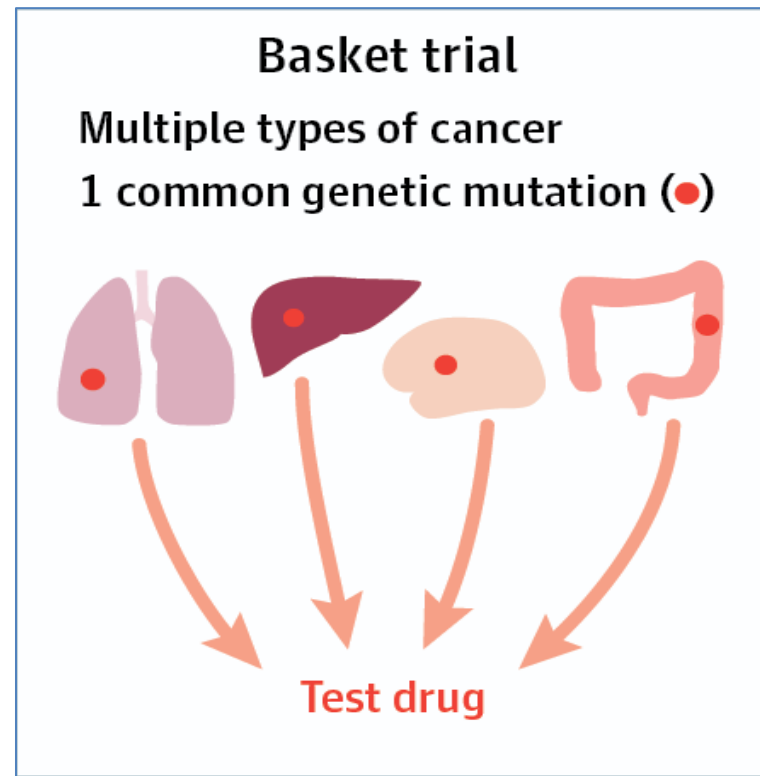 Basket trial
Multiple types of cancer
1 common genetic mutation (●)
Test drug